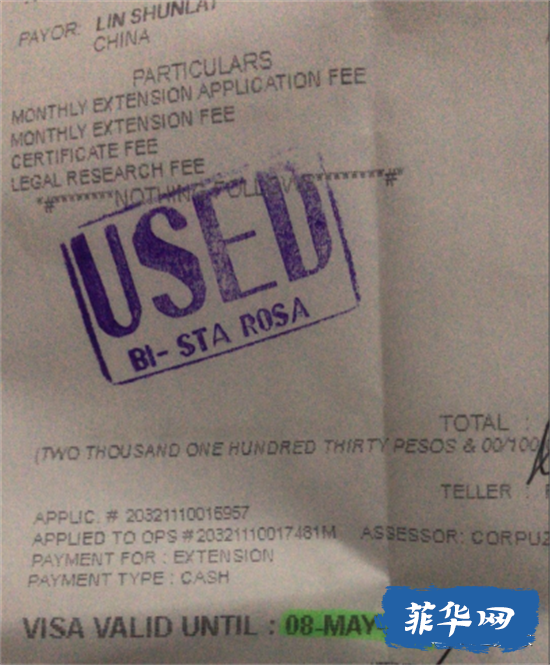 PAYOR: LIN SHUNLAI
CHINA
PARTICULARS
MONTHLY EXTENSION APPLICATION FEE
MONTHLY EXTENSION FEE
CERTIFICATE FEE
LEGAL RESEARCH FEE
NOTHING FOLLOWS
USED
BI- STA ROSA
TOTAL :
(TWO THOUSAND ONE HUNDRED THIRTY PESOS & 00/100
TELLER :
APPLIC. # 20321110016957
APPLIED TO OPS #20321110017481M ASSESSOR: CORPUZ
PAYMENT FOR : EXTENSION
PAYMENT TYPE : CASH
VISA VALID UNTIL : 08-MAY
菲华网